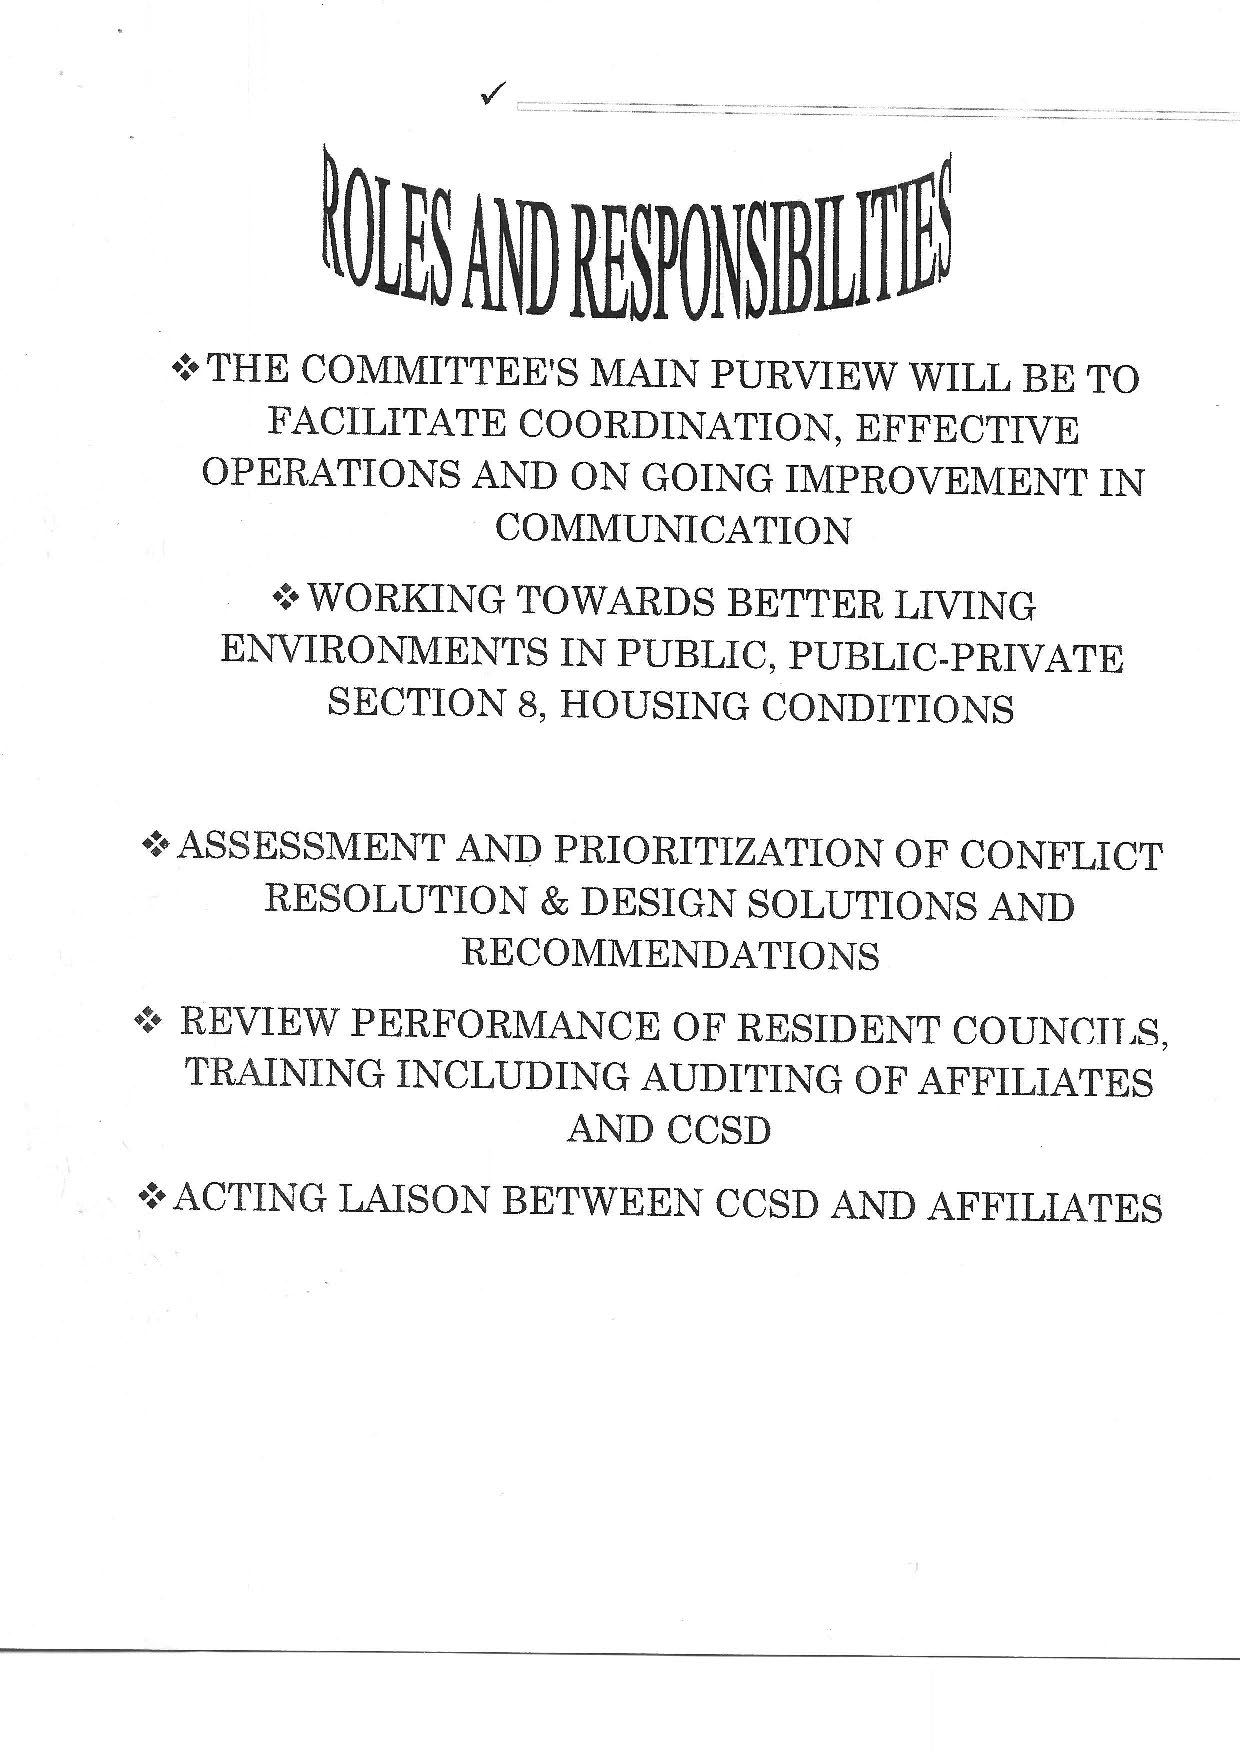 ✓
ROLES AND RESPONSIBILITIES
❖ THE COMMITTEE'S MAIN PURVIEW WILL BE TO
FACILITATE COORDINATION, EFFECTIVE
OPERATIONS AND ON GOING IMPROVEMENT IN
COMMUNICATION
❖ WORKING TOWARDS BETTER LIVING
ENVIRONMENTS IN PUBLIC, PUBLIC-PRIVATE
SECTION 8, HOUSING CONDITIONS
❖ ASSESSMENT AND PRIORITIZATION OF CONFLICT
RESOLUTION & DESIGN SOLUTIONS AND
RECOMMENDATIONS
❖ REVIEW PERFORMANCE OF RESIDENT COUNCILS,
TRAINING INCLUDING AUDITING OF AFFILIATES
AND CCSD
❖ ACTING LAISON BETWEEN CCSD AND AFFILIATES